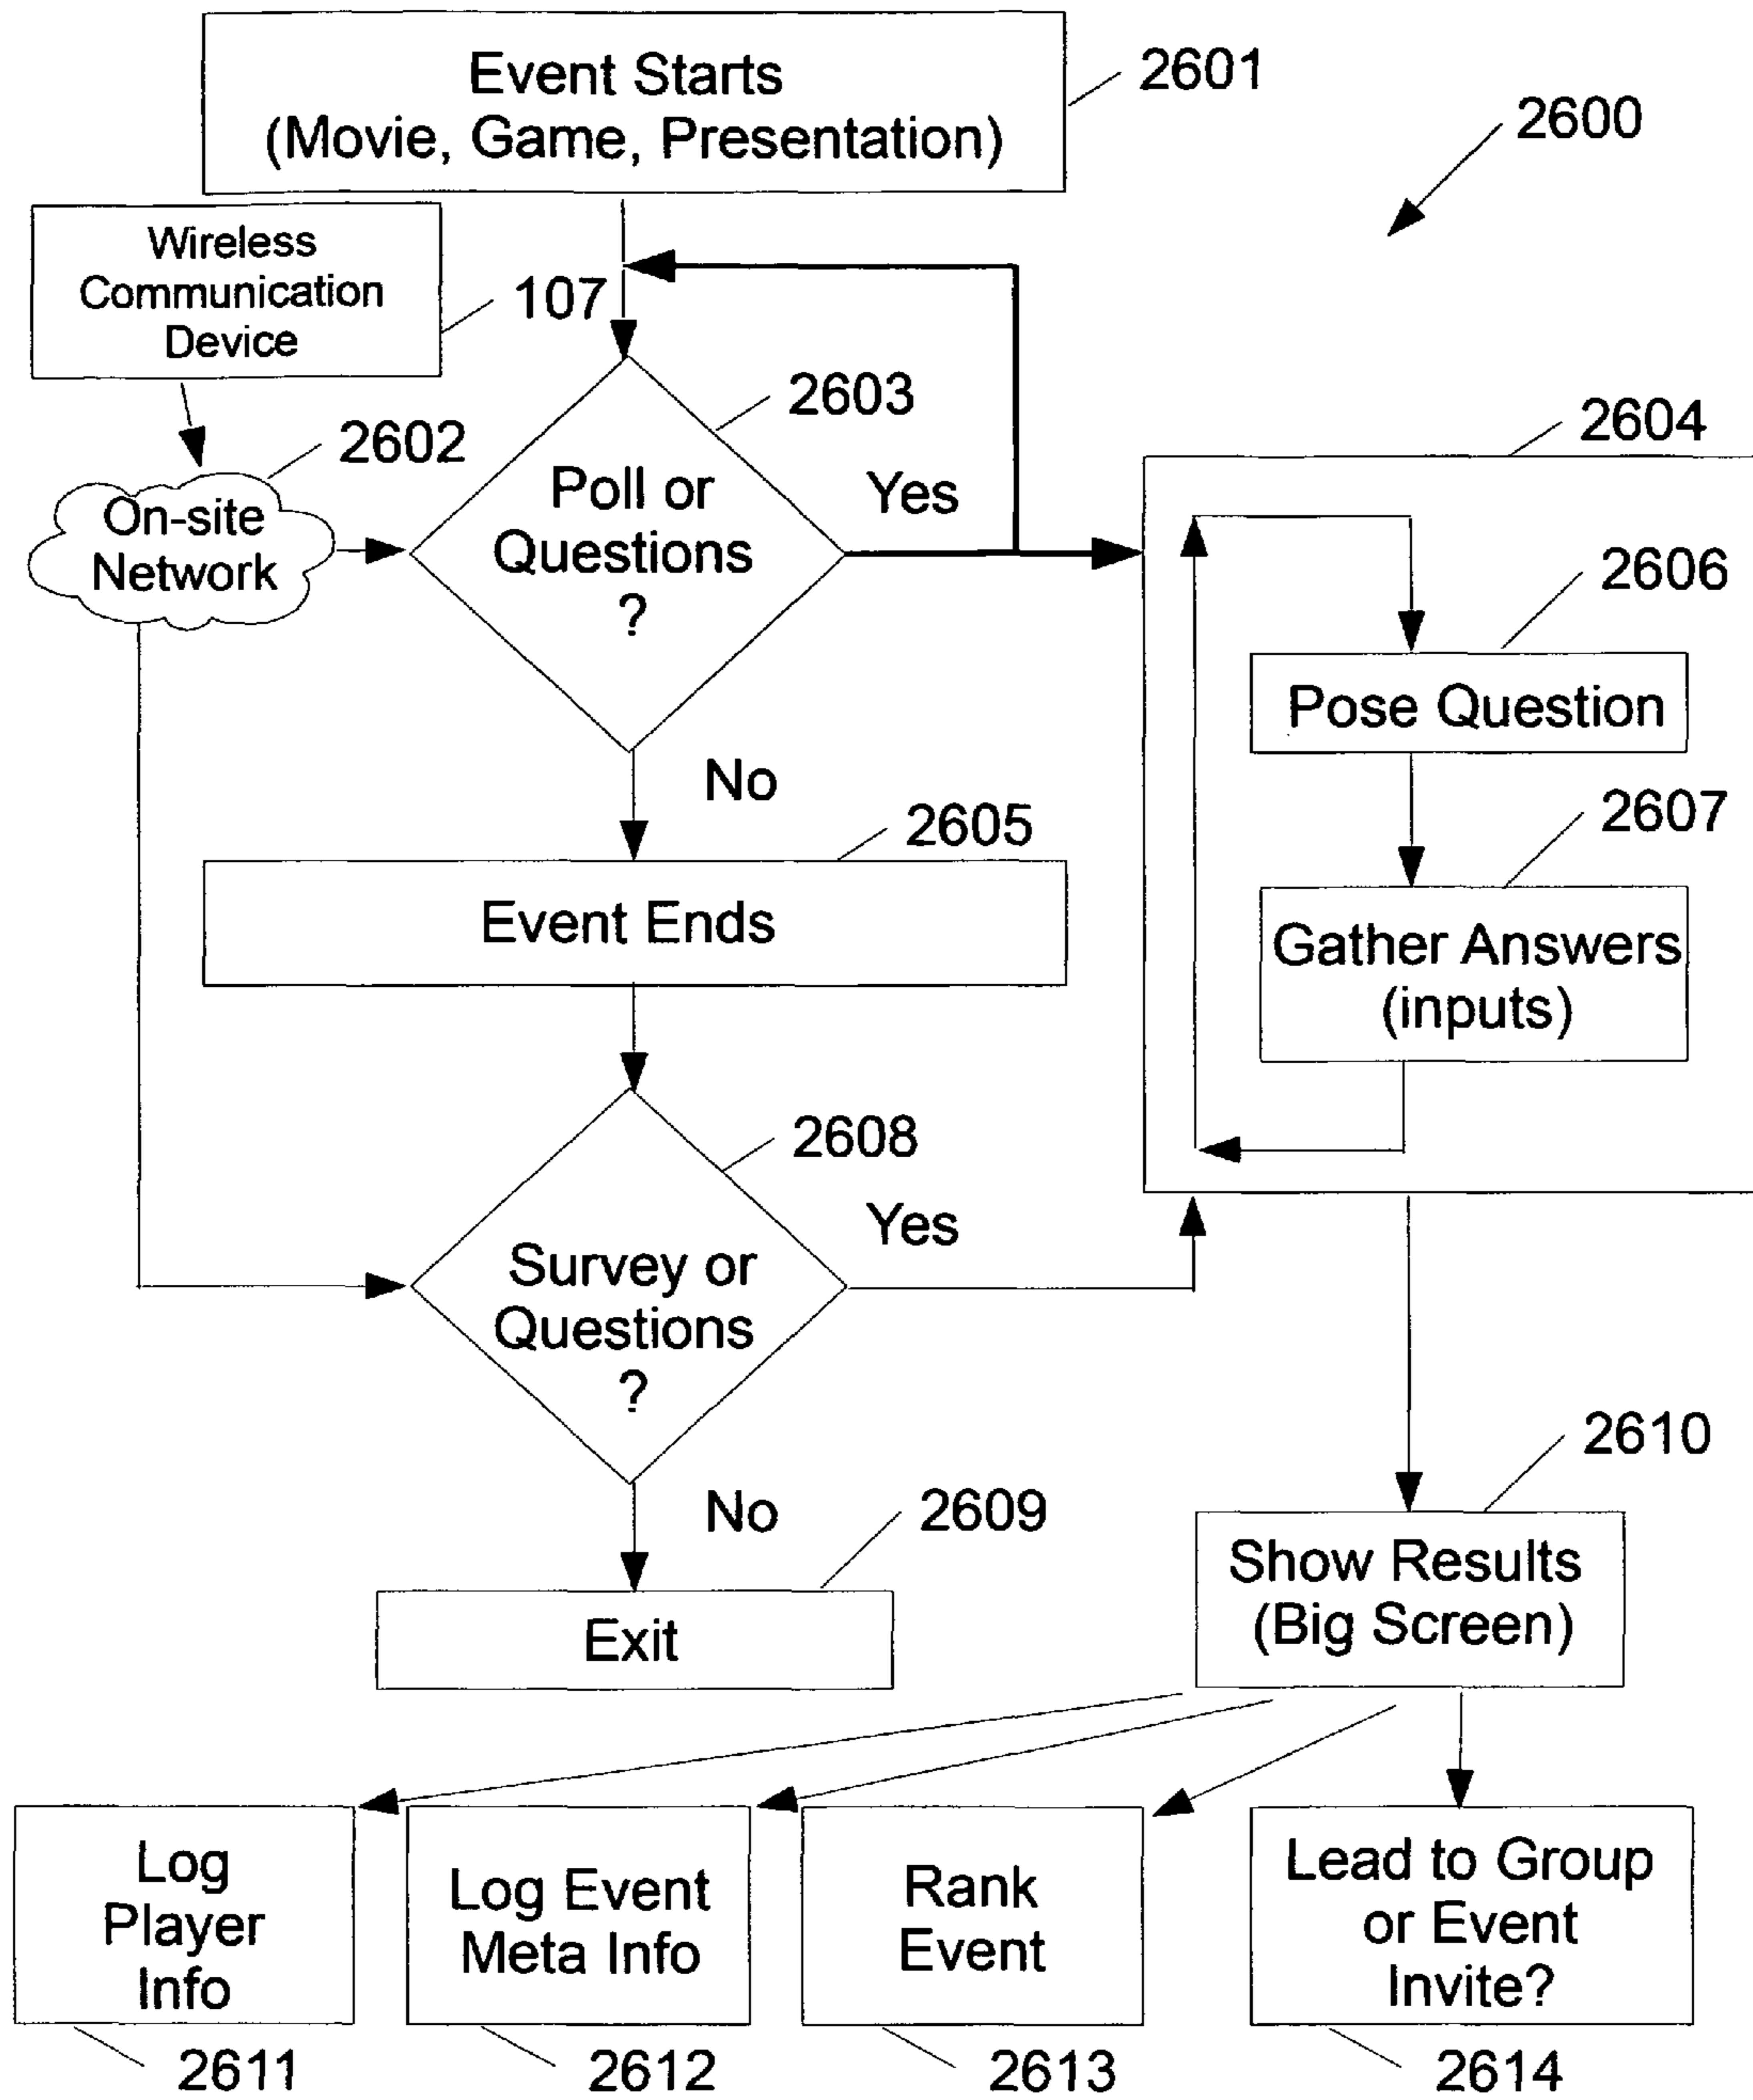 Event Starts
(Movie, Game, Presentation)
2601
2600
Wireless
Communication
Device
107
2602
On-site
Network
2603
Poll or
Questions
?
Yes
2604
2606
Pose Question
No
2607
2605
Gather Answers
(inputs)
Event Ends
2608
Survey or
Questions
?
Yes
2610
No
2609
Show Results
(Big Screen)
Exit
Log
Player
Info
Log Event
Meta Info
Rank
Event
Lead to Group
or Event
Invite?
2611
2612
2613
2614